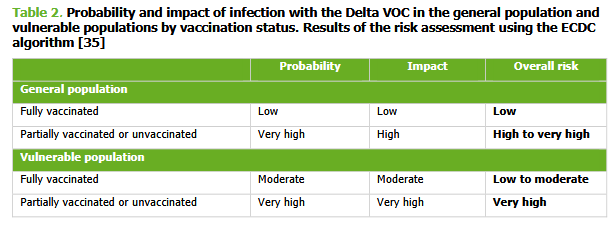 Table 2. Probability and impact of infection with the Delta VOC in the general population and
vulnerable populations by vaccination status. Results of the risk assessment using the ECDC
algorithm [35]
Probability Impact Overall risk
General population
Fully vaccinated Low Low Low
Partially vaccinated or unvaccinated Very high High High to very high
Vulnerable population
Fully vaccinated Moderate Moderate Low to moderate
Partially vaccinated or unvaccinated Very high Very high Very high